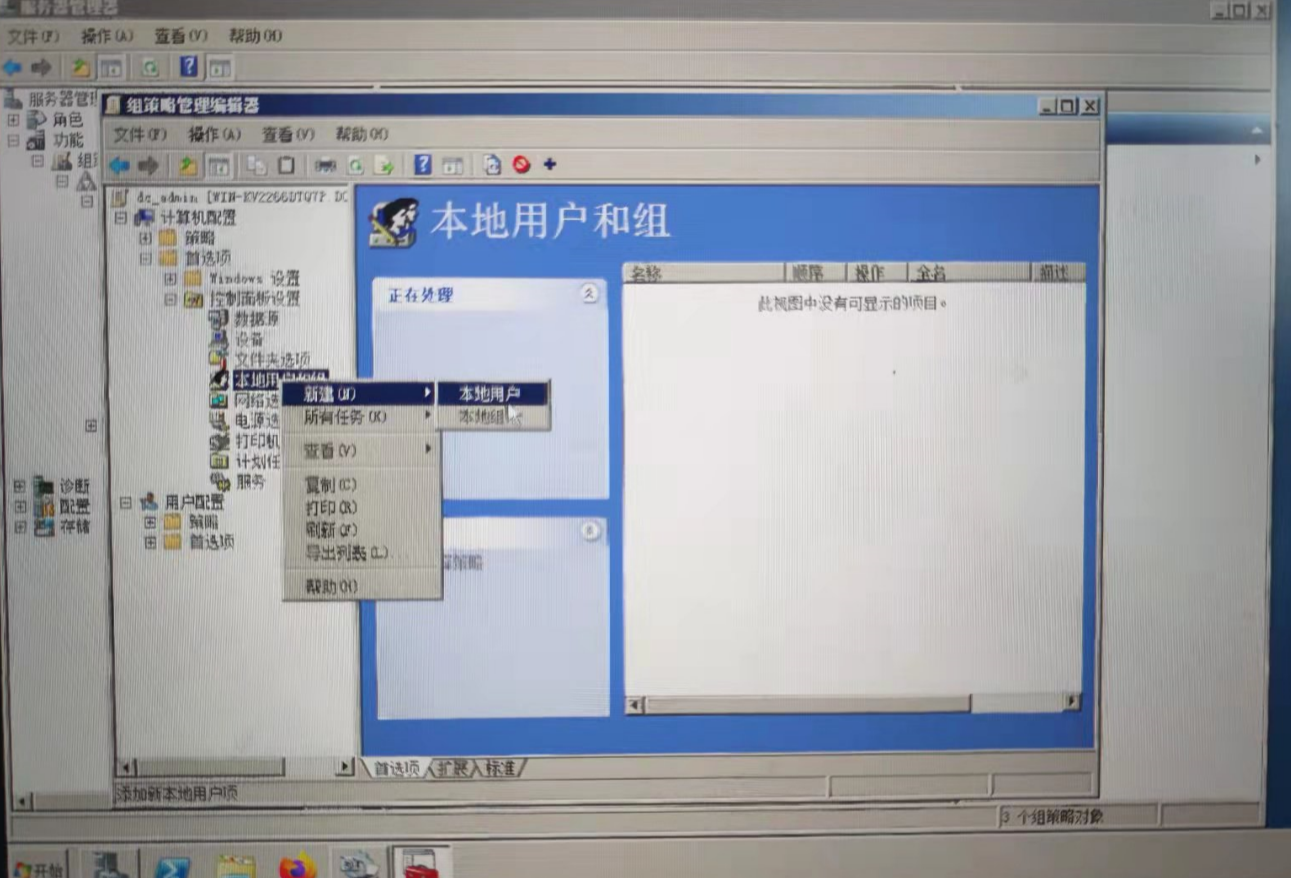 服务器管理器
文件(F) 操作(A) 查看(V) 帮助(H)
服务器管理
角色
功能
组策
诊断
配置
存储
组策略管理编辑器
文件(F) 操作(A) 查看(V) 帮助(H)
dc_admin [WIN-KV2266DTQ7P.DC
计算机配置
策略
首选项
Windows 设置
控制面板设置
数据源
设备
文件夹选项
本地用户和组
网络选
电源选
打印机
计划任
服务
用户配置
策略
首选项
新建(N)
所有任务(K)
查看(V)
复制(C)
打印(R)
刷新(F)
导出列表(L)...
帮助(H)
本地用户
本地组
本地用户和组
正在处理
策略
名称 顺序 操作 全名 描述
此视图中没有可显示的项目。
首选项 扩展 标准
添加新本地用户项
3 个组策略对象
开始